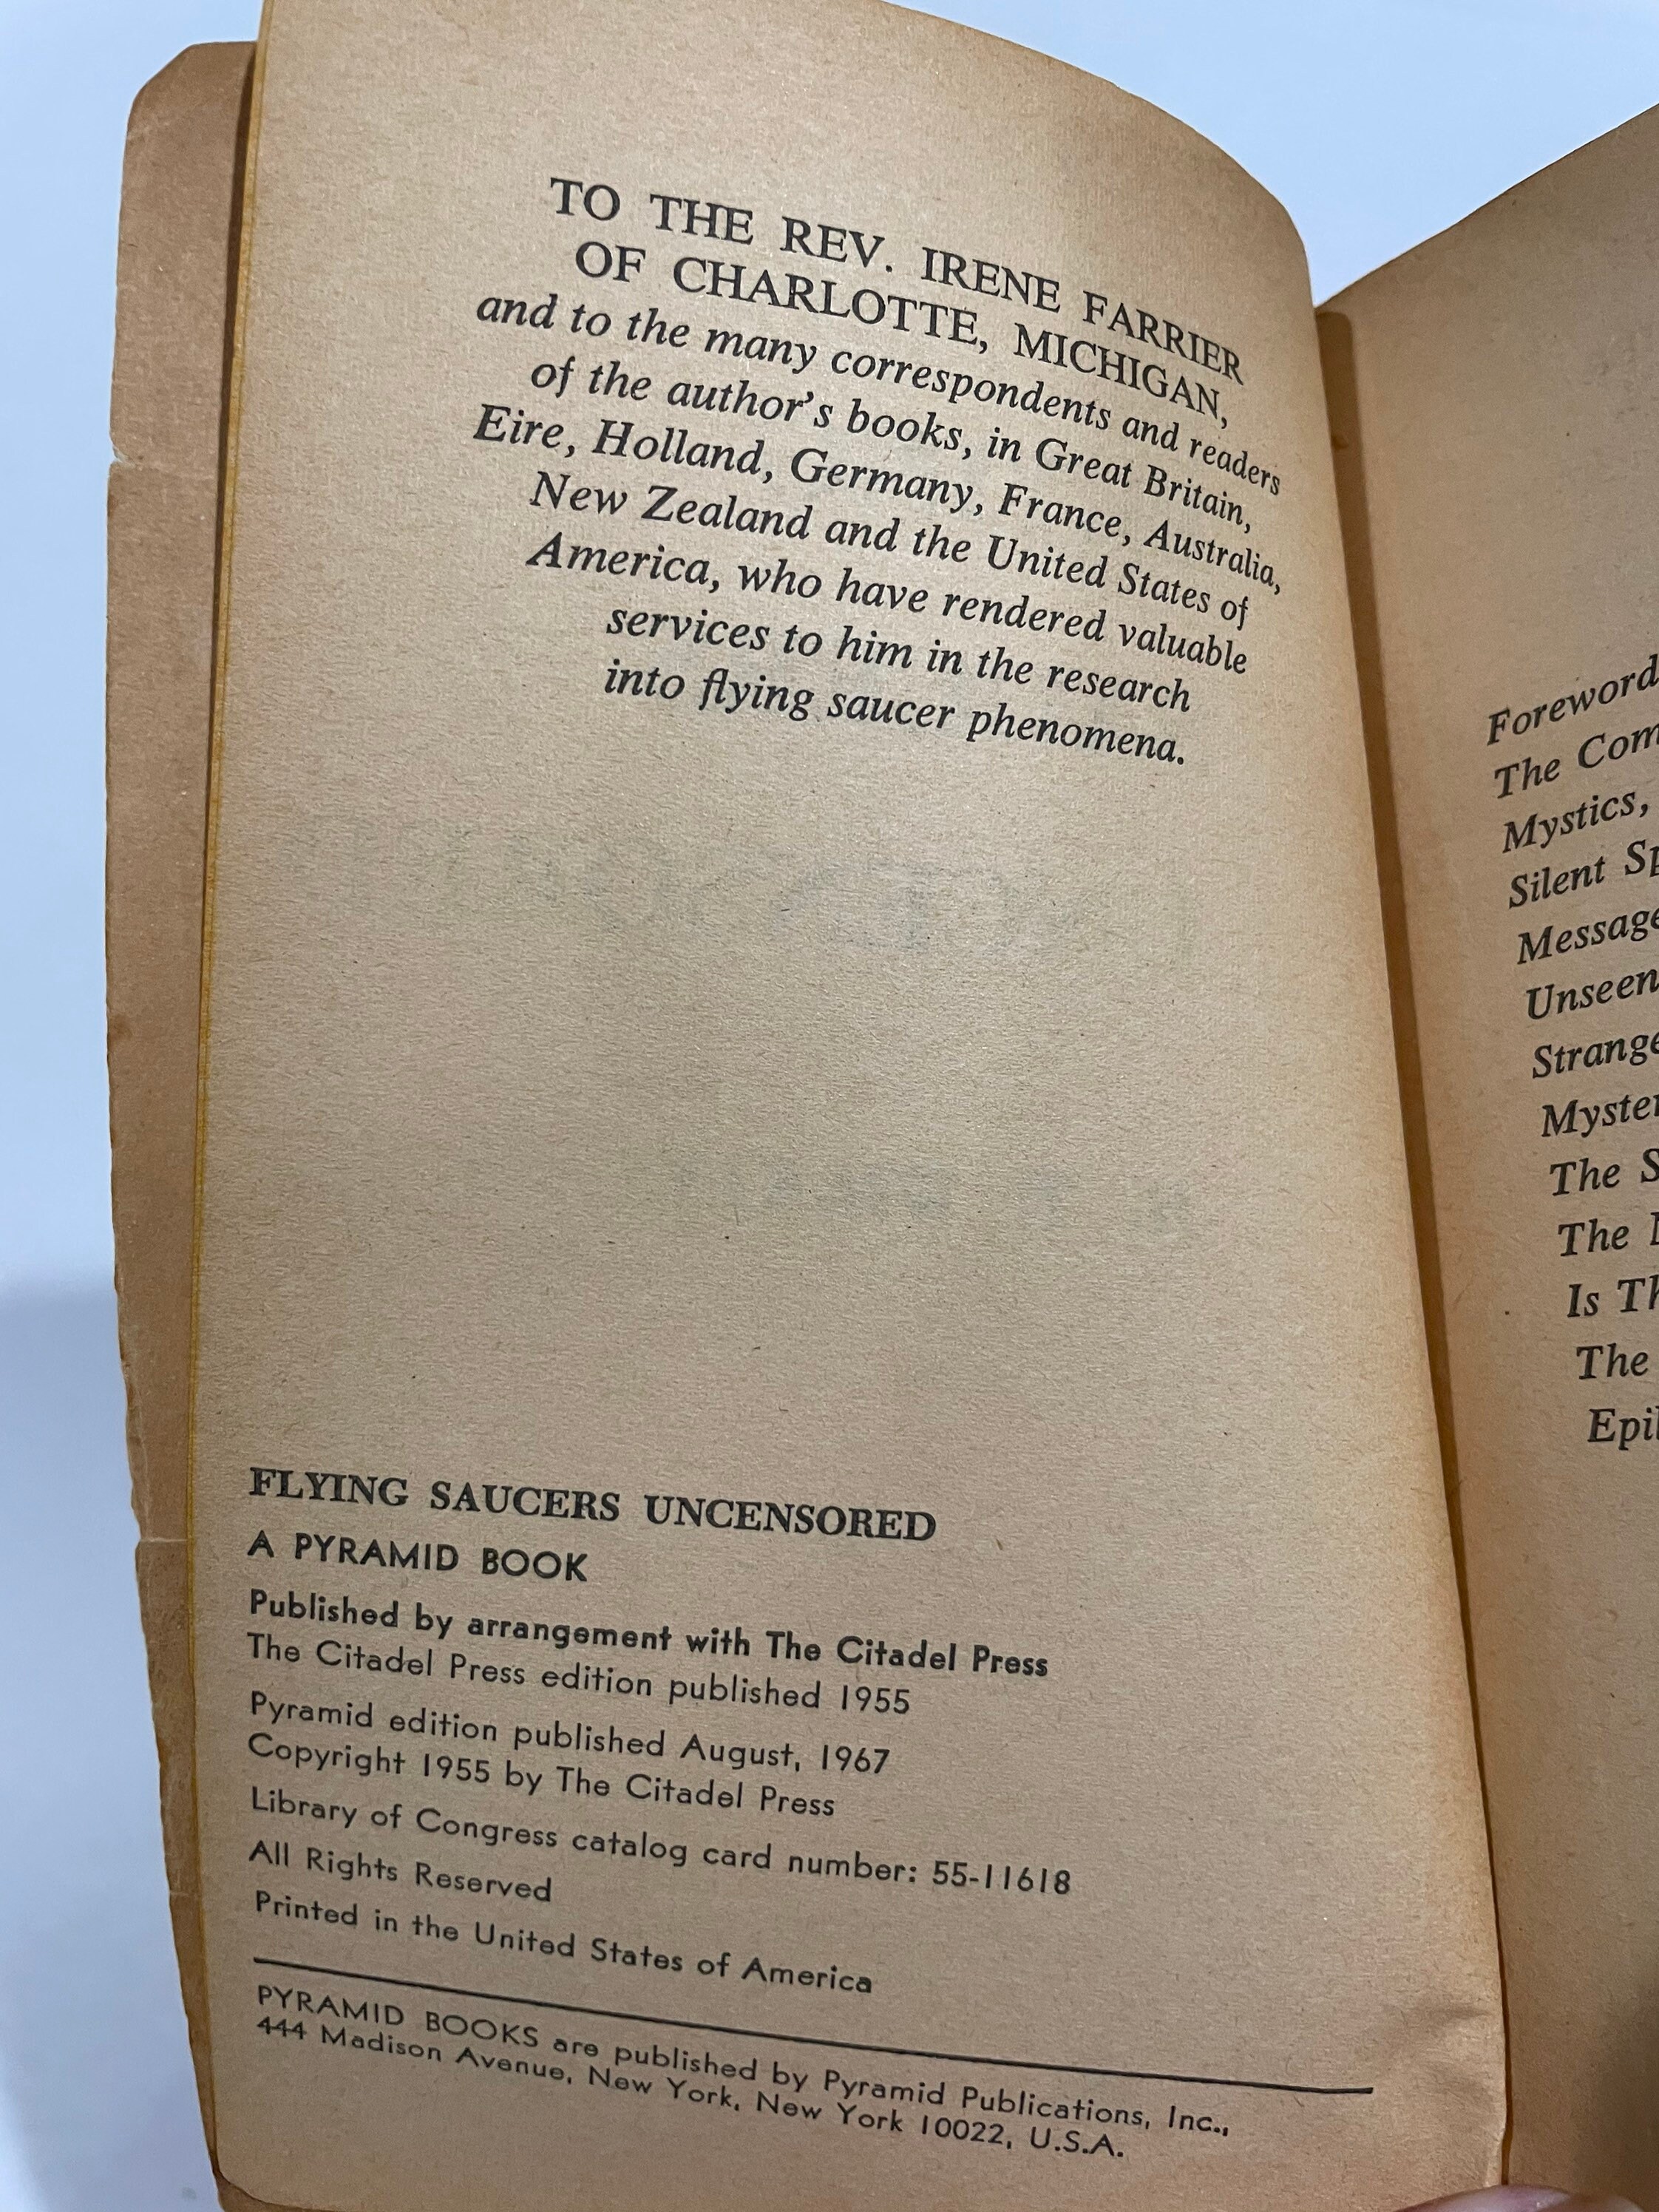 TO THE REV. IRENE FARRIER
OF CHARLOTTE, MICHIGAN,
and to the many correspondents and readers
of the author's books, in Great Britain,
Eire, Holland, Germany, France, Australia,
New Zealand and the United States of
America, who have rendered valuable
services to him in the research
into flying saucer phenomena.
FLYING SAUCERS UNCENSORED
A PYRAMID BOOK
Published by arrangement with The Citadel Press
The Citadel Press edition published 1955
Pyramid edition published August, 1967
Copyright 1955 by The Citadel Press
Library of Congress catalog card number: 55-11618
All Rights Reserved
Printed in the United States of America
PYRAMID BOOKS are published by Pyramid Publications, Inc.,
444 Madison Avenue, New York, New York 10022, U.S.A.
Foreword
The
Mystics,
Silent
Unseen
The
The
Is
The